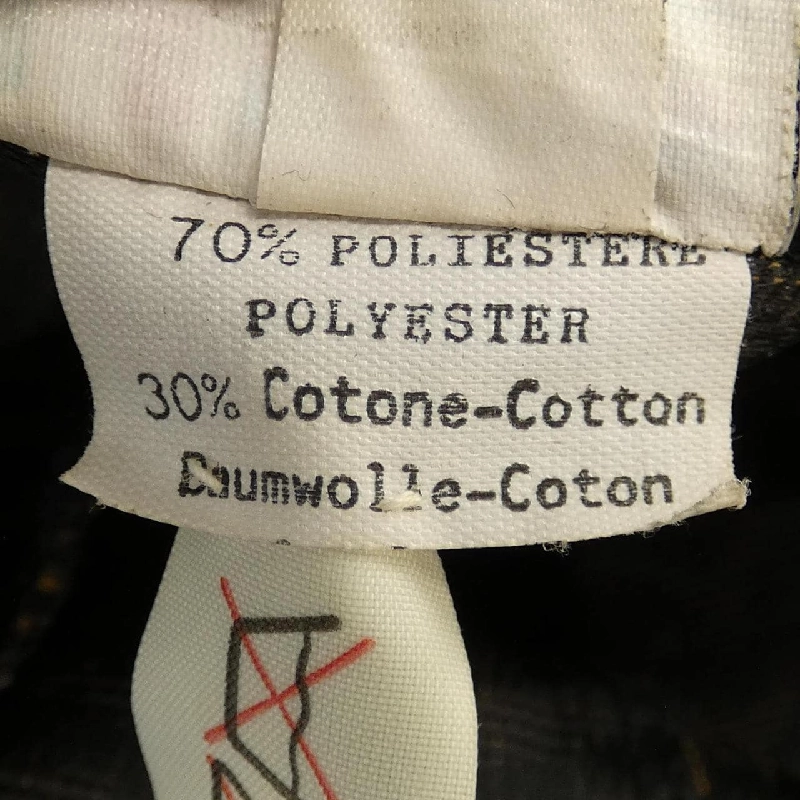 70% POLIESTERE
POLYESTER
30% Cotone-Cotton
Baumwolle-Coton